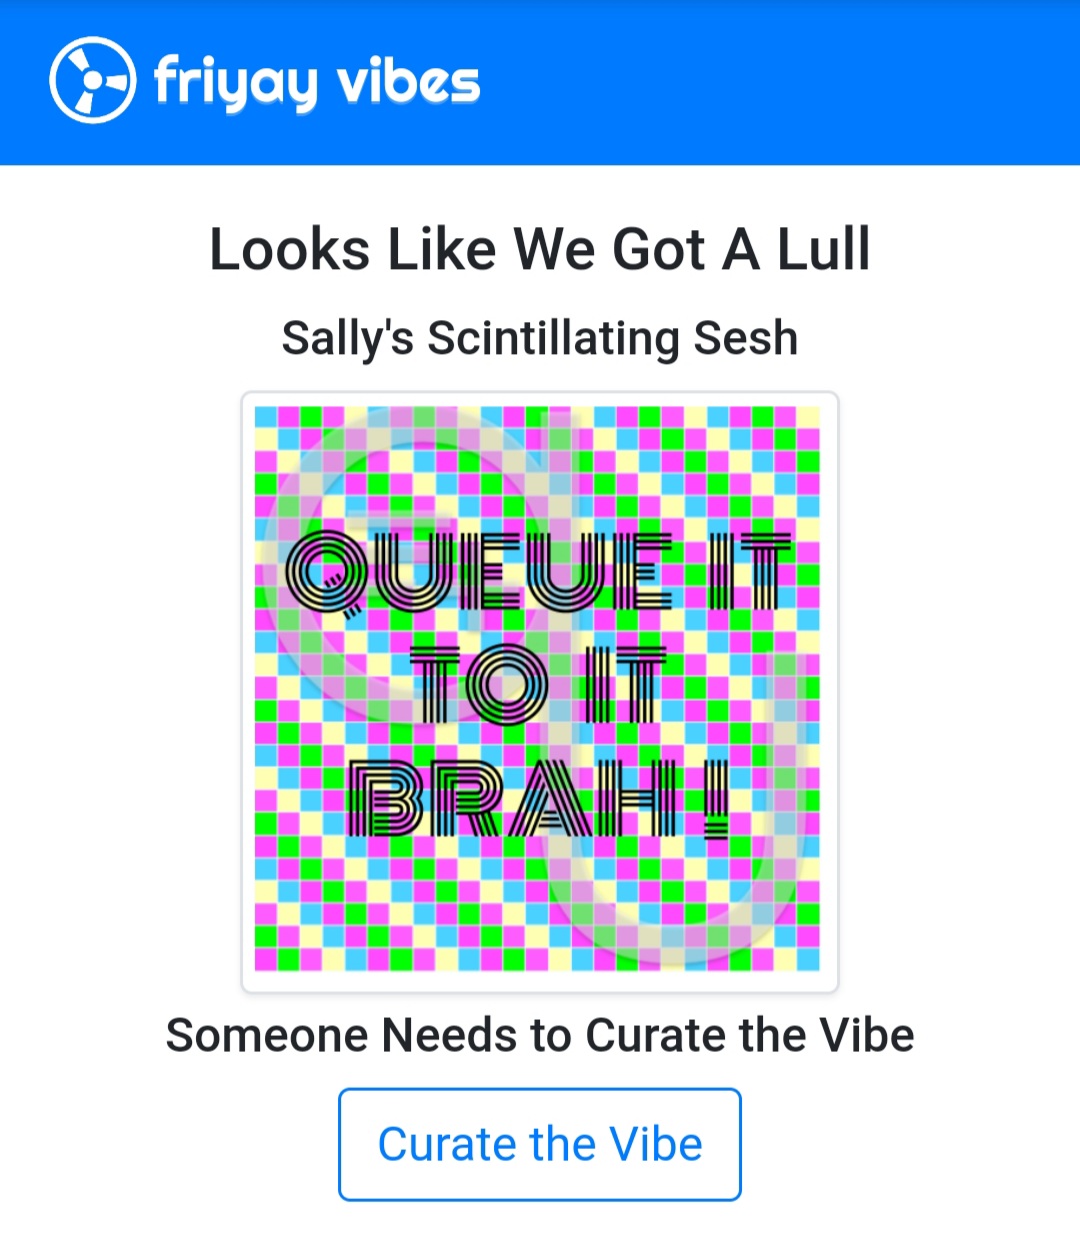 friyay vibes
Looks Like We Got A Lull
Sally's Scintillating Sesh
QUEUE IT
TO IT
BRAH!
Someone Needs to Curate the Vibe
Curate the Vibe